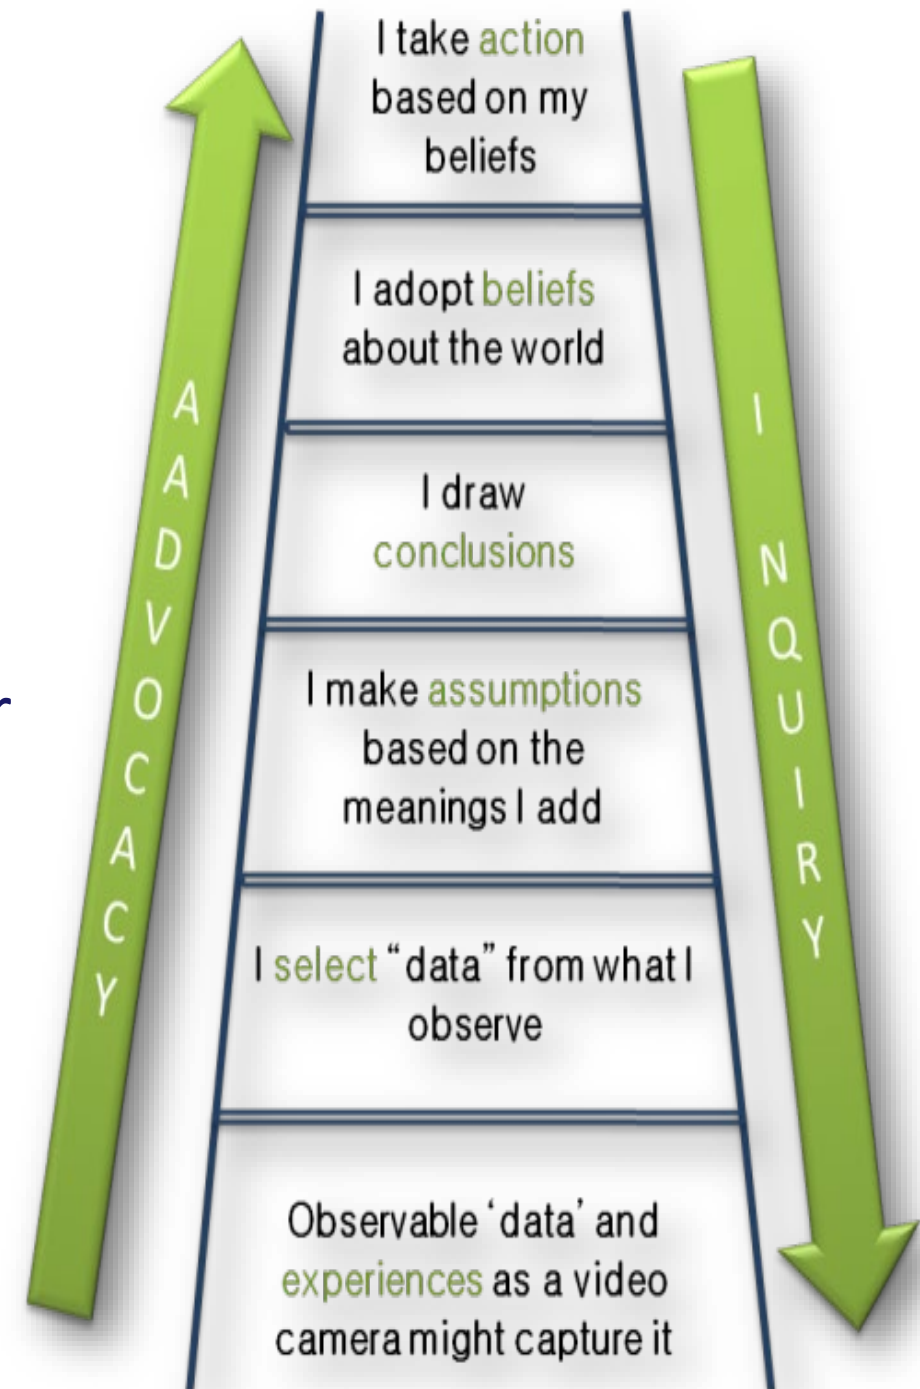 I take action
based on my
beliefs
I adopt beliefs
about the world
I draw
conclusions
I make assumptions
based on the
meanings I add
I select “data” from what I
observe
Observable ‘data’ and
experiences as a video
camera might capture it
AADVOCACY
INQUIRY
r